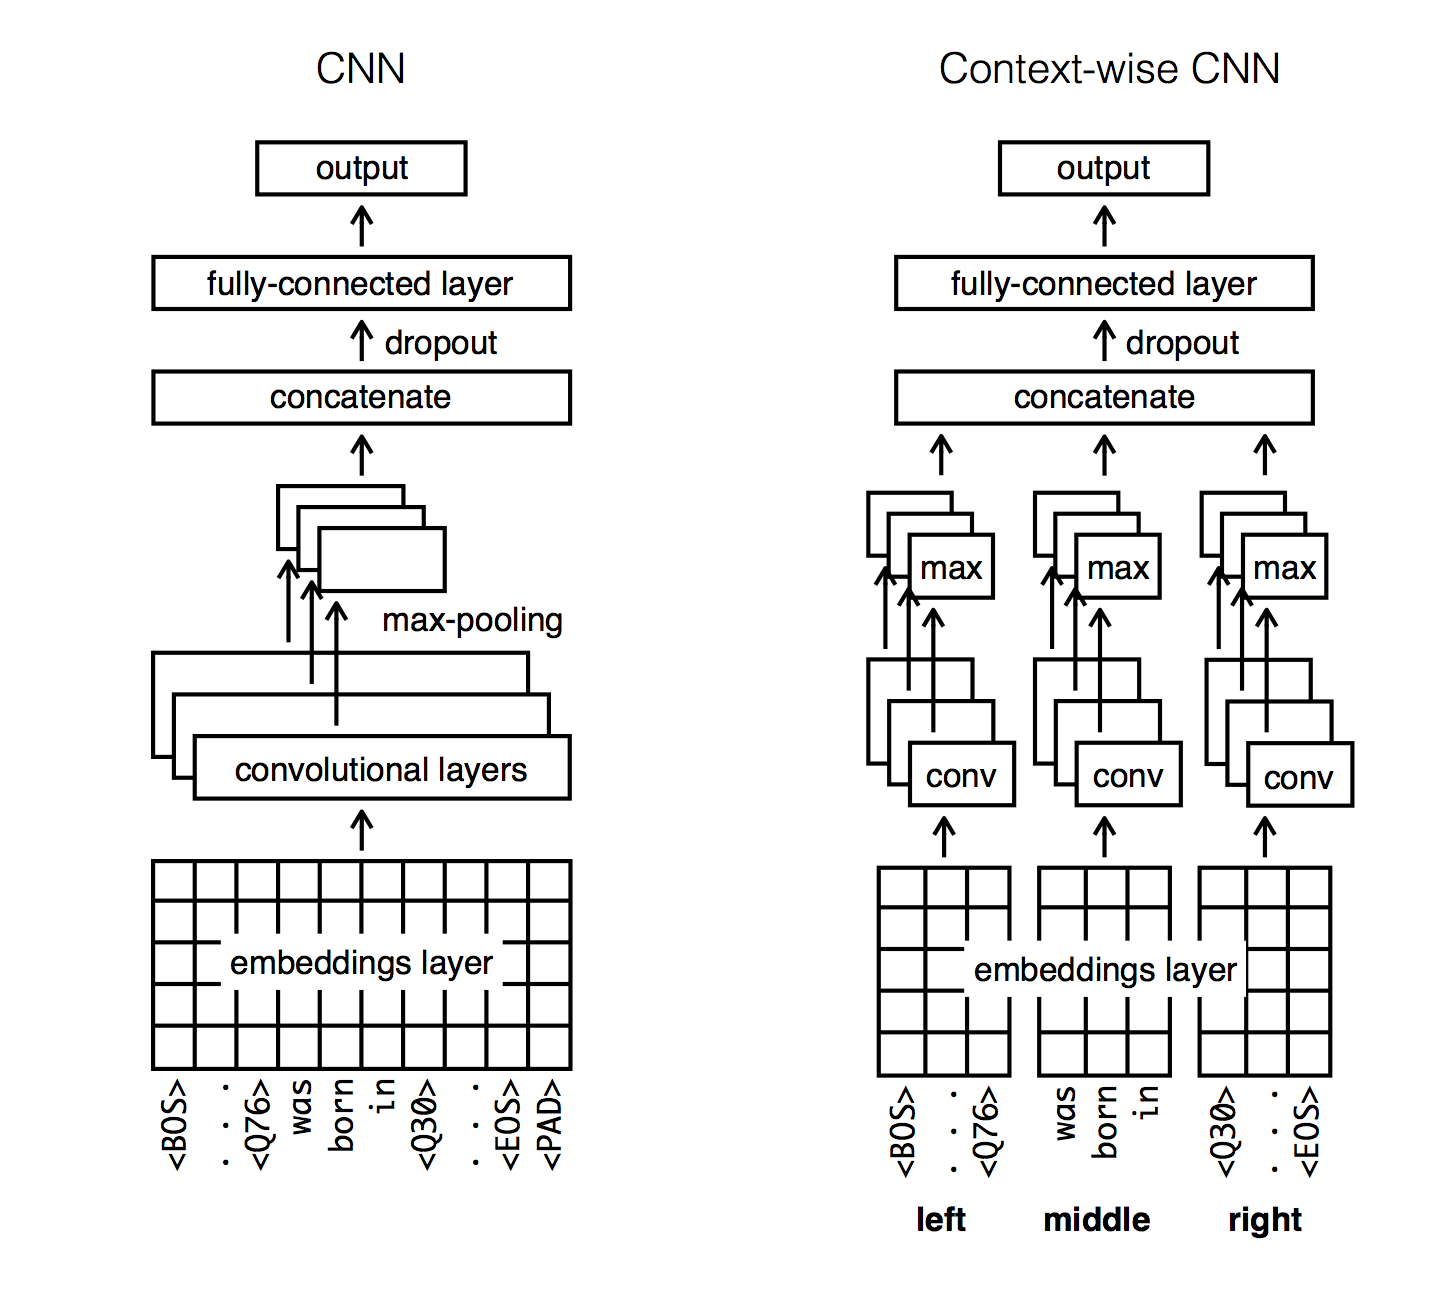 CNN
output
fully-connected layer
dropout
concatenate
max-pooling
convolutional layers
embeddings layer
<BOS> . . . <Q76> was born in <Q30> . . . <EOS> <PAD>
Context-wise CNN
output
fully-connected layer
dropout
concatenate
max max max
conv conv conv
embeddings layer
<BOS> . . . <Q76> was born in <Q30> . . . <EOS>
left middle right